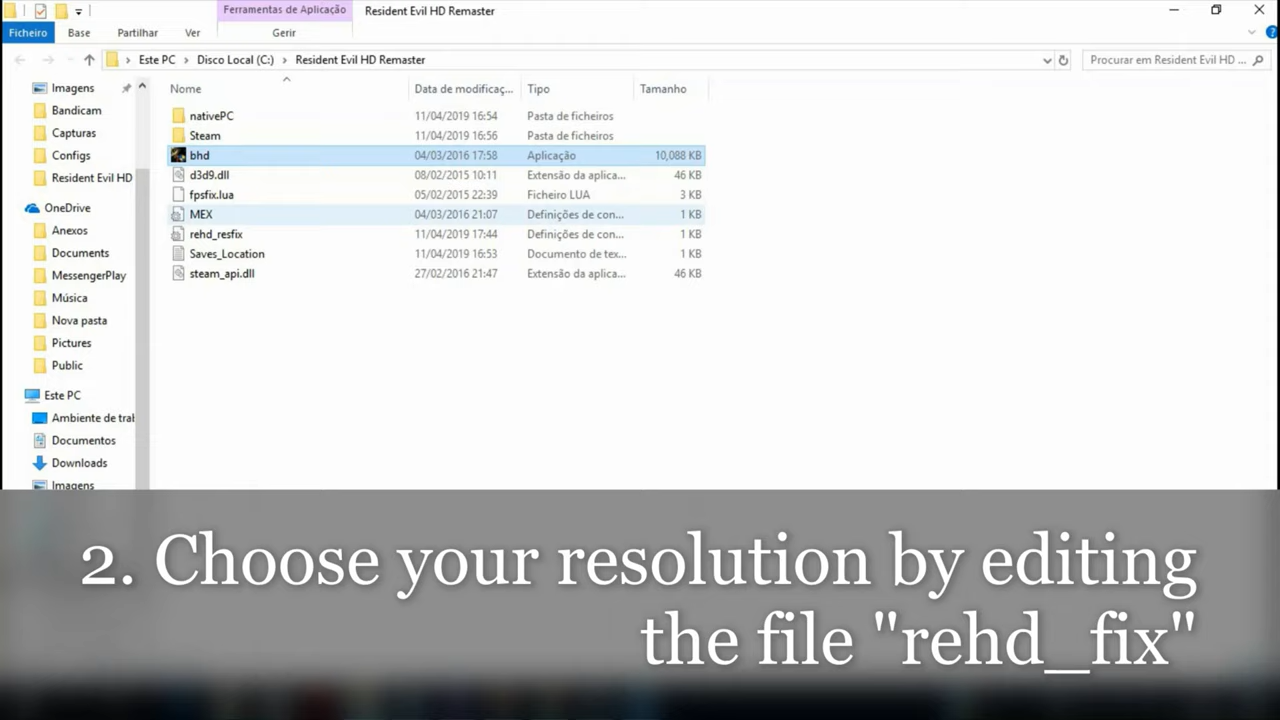 Ferramentas de Aplicação
Resident Evil HD Remaster
Ficheiro
Base
Partilhar
Ver
Gerir
Este PC
Disco Local (C:)
Resident Evil HD Remaster
Procurar em Resident Evil HD ...
Imagens
Bandicam
Capturas
Configs
Resident Evil HD
OneDrive
Anexos
Documents
MessengerPlay
Música
Nova pasta
Pictures
Public
Este PC
Ambiente de trab
Documentos
Downloads
Imagens
Nome Data de modificaç... Tipo Tamanho
nativePC 11/04/2019 16:54 Pasta de ficheiros
Steam 11/04/2019 16:56 Pasta de ficheiros
bhd 04/03/2016 17:58 Aplicação 10,088 KB
d3d9.dll 08/02/2015 10:11 Extensão da aplica... 46 KB
fpsfix.lua 05/02/2015 22:39 Ficheiro LUA 3 KB
MEX 04/03/2016 21:07 Definições de con... 1 KB
rehd_resfix 11/04/2019 17:44 Definições de con... 1 KB
Saves_Location 11/04/2019 16:53 Documento de tex... 1 KB
steam_api.dll 27/02/2016 21:47 Extensão da aplica... 46 KB
2. Choose your resolution by editing
the file "rehd_fix"